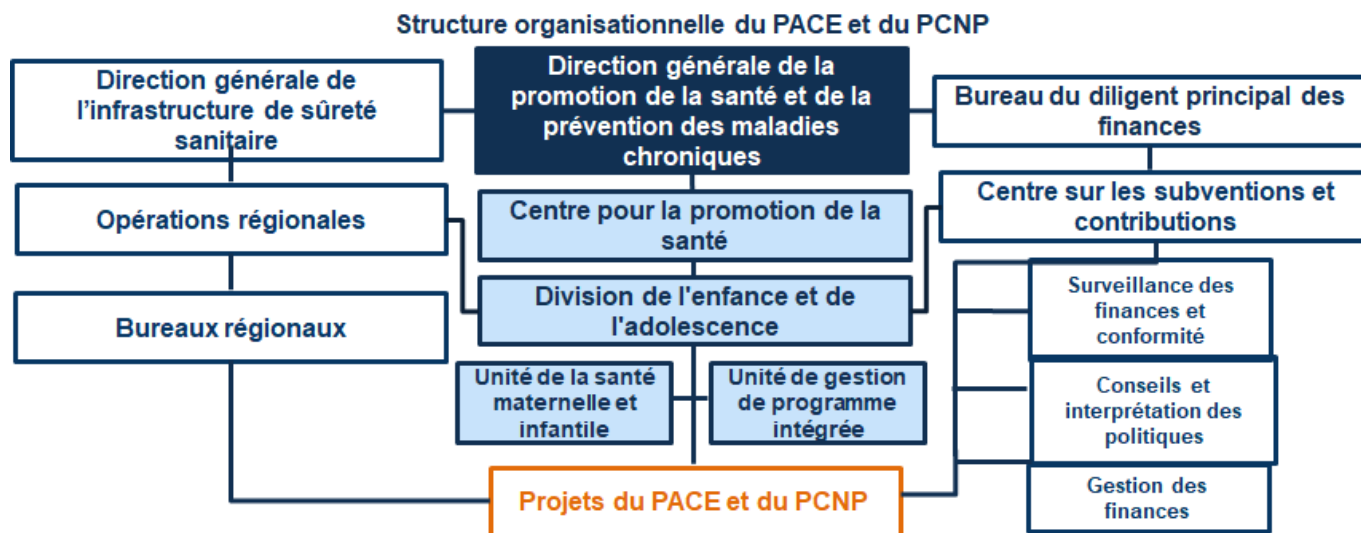 Structure organisationnelle du PACE et du PCNP
Direction générale de
l'infrastructure de sûreté
sanitaire
Direction générale de la
promotion de la santé et de la
prévention des maladies
chroniques
Bureau du diligent principal des
finances
Opérations régionales
Centre pour la promotion de la
santé
Centre sur les subventions et
contributions
Bureaux régionaux
Division de l'enfance et de
l'adolescence
Surveillance des
finances et
conformité
Unité de la santé
maternelle et
infantile
Unité de gestion
de programme
intégrée
Conseils et
interprétation des
politiques
Projets du PACE et du PCNP
Gestion des
finances